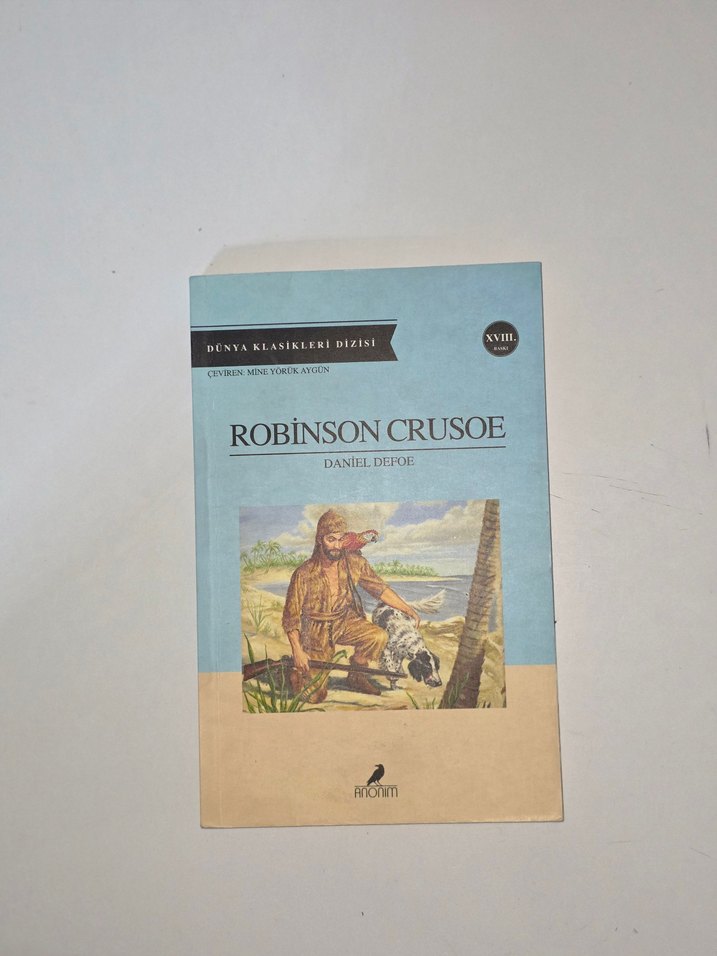 DÜNYA KLASİKLERİ DİZİSİ
XVIII.
BASKI
ÇEVİREN: MİNE YÖRÜK AYGÜN
ROBİNSON CRUSOE
DANİEL DEFOE
ANONİM